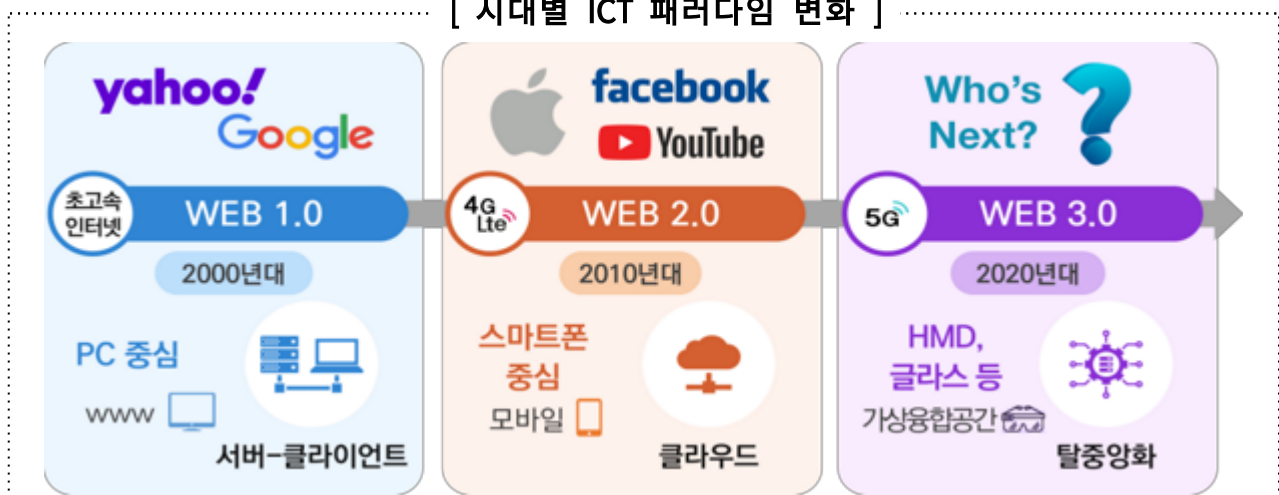 [ 시대별 ICT 패러다임 변화 ]
yahoo!
Google
초고속
인터넷
WEB 1.0
2000년대
PC 중심
www
서버-클라이언트
facebook
YouTube
4G
Lte
WEB 2.0
2010년대
스마트폰
중심
모바일
클라우드
Who's
Next?
?
5G
WEB 3.0
2020년대
HMD,
글라스 등
가상융합공간
탈중앙화